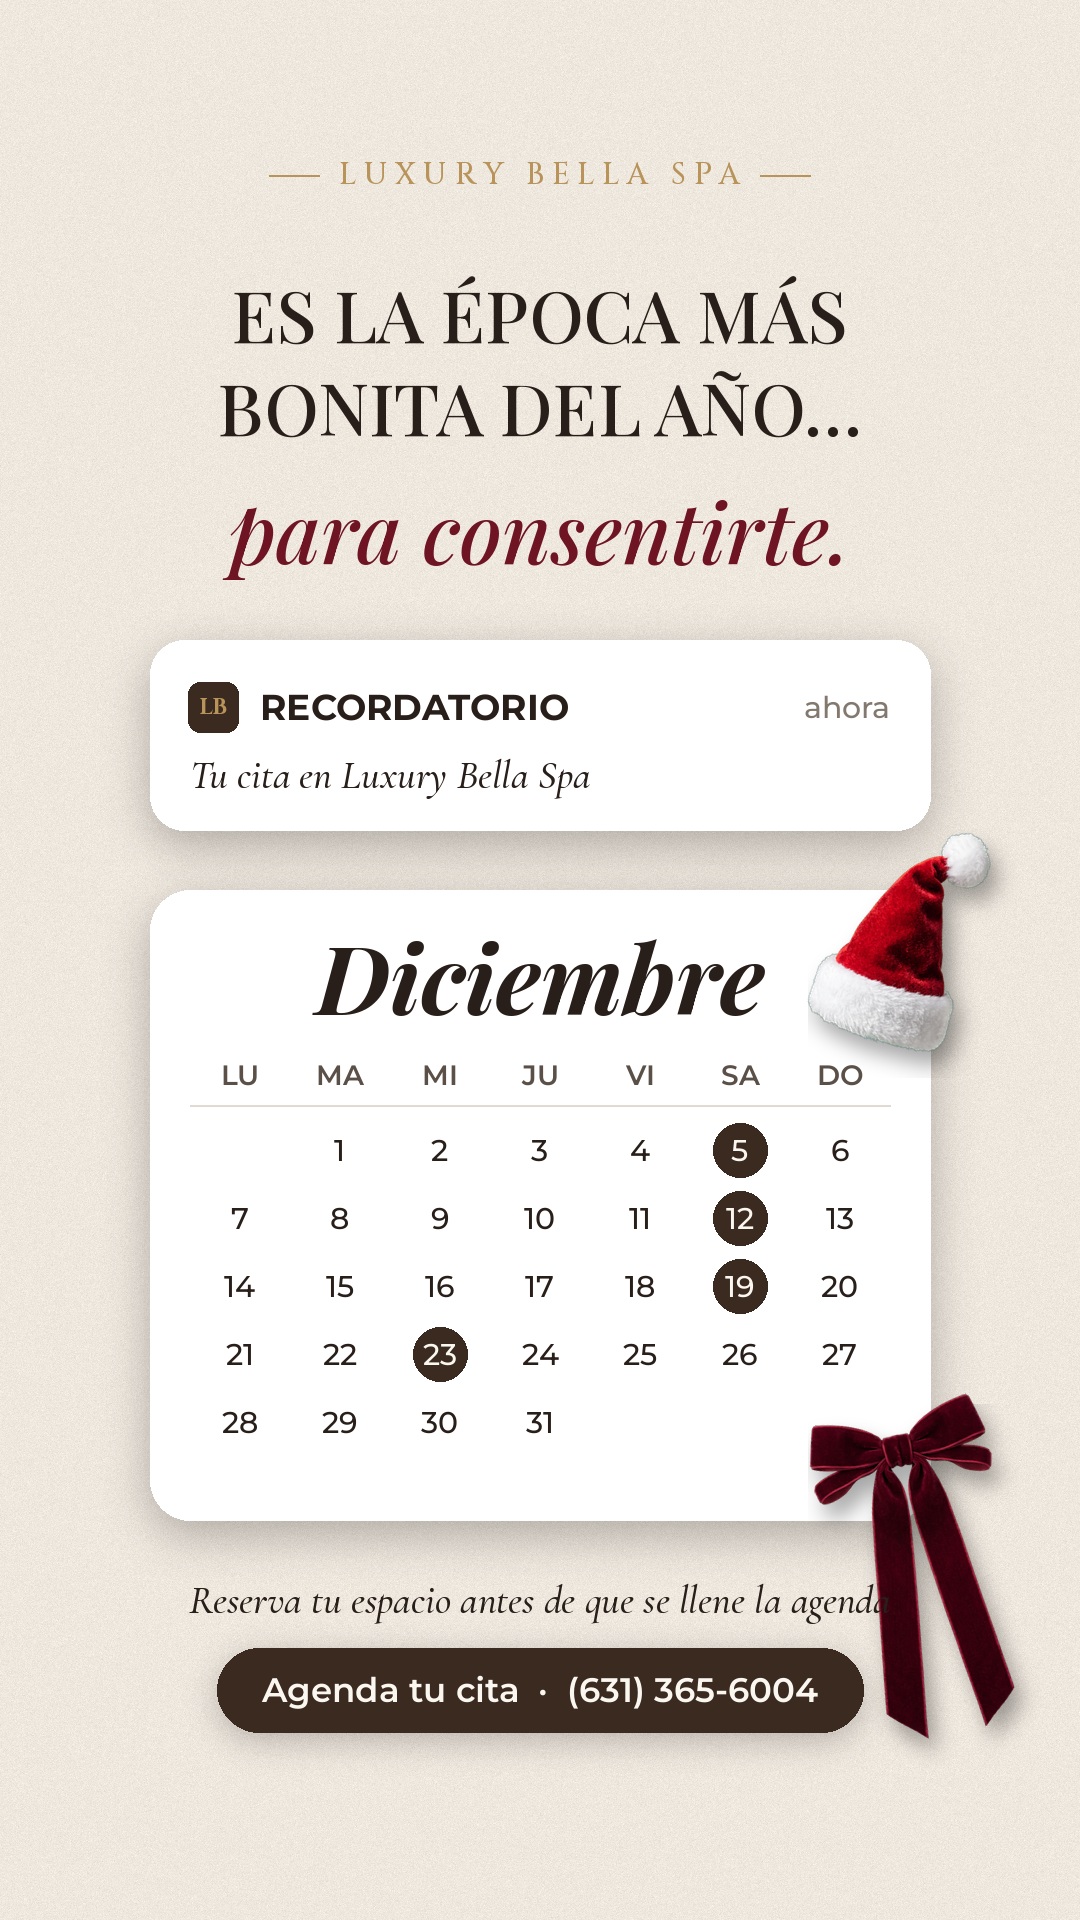 LUXURY BELLA SPA
ES LA ÉPOCA MÁS
BONITA DEL AÑO...
para consentirte.
LB RECORDATORIO ahora
Tu cita en Luxury Bella Spa
Diciembre
LU MA MI JU VI SA DO
1 2 3 4 5 6
7 8 9 10 11 12 13
14 15 16 17 18 19 20
21 22 23 24 25 26 27
28 29 30 31
Reserva tu espacio antes de que se llene la agenda
Agenda tu cita · (631) 365-6004